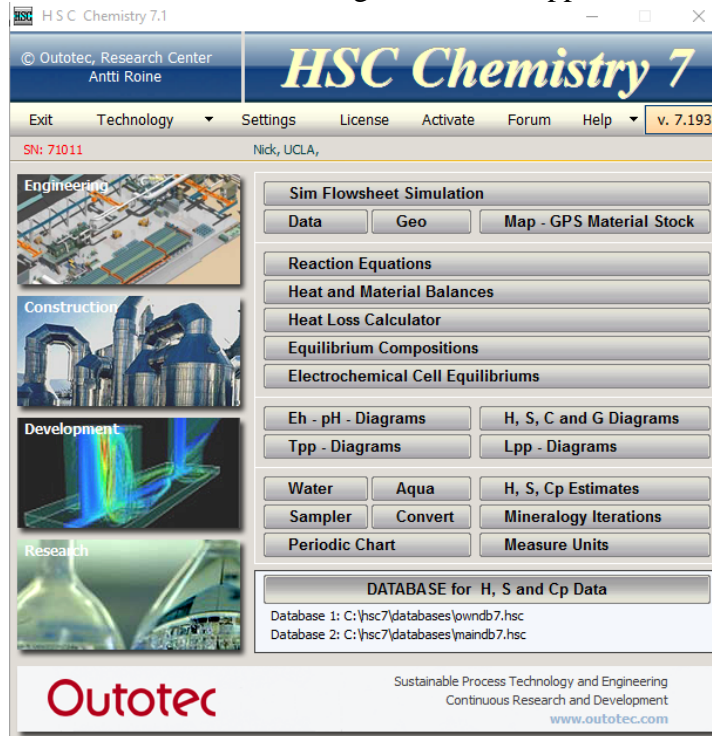 HSC H S C Chemistry 7.1
© Outotec, Research Center
Antti Roine
HSC Chemistry 7
Exit Technology Settings License Activate Forum Help v. 7.193
SN: 71011 Nick, UCLA,
Engineering
Construction
Development
Research
Sim Flowsheet Simulation
Data Geo Map - GPS Material Stock
Reaction Equations
Heat and Material Balances
Heat Loss Calculator
Equilibrium Compositions
Electrochemical Cell Equilibriums
Eh - pH - Diagrams H, S, C and G Diagrams
Tpp - Diagrams Lpp - Diagrams
Water Aqua H, S, Cp Estimates
Sampler Convert Mineralogy Iterations
Periodic Chart Measure Units
DATABASE for H, S and Cp Data
Database 1: C:\hsc7\databases\owndb7.hsc
Database 2: C:\hsc7\databases\maindb7.hsc
Outotec
Sustainable Process Technology and Engineering
Continuous Research and Development
www.outotec.com